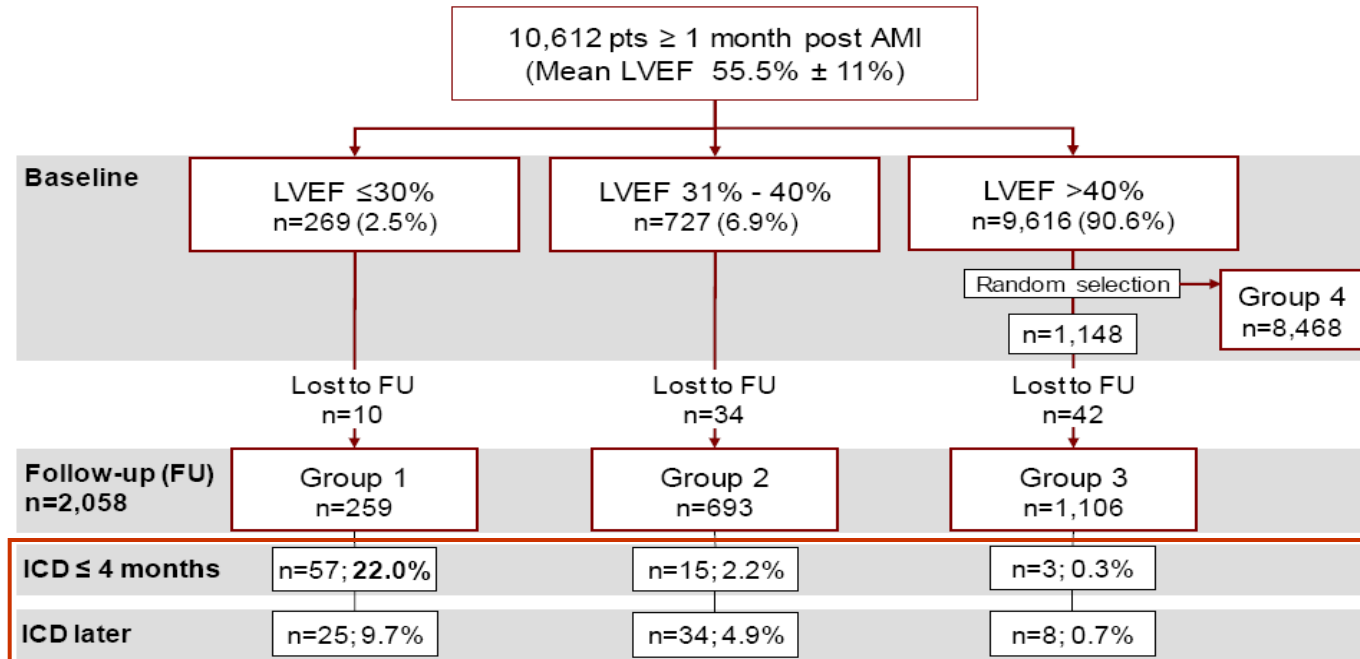 10,612 pts ≥ 1 month post AMI
(Mean LVEF 55.5% ± 11%)
Baseline
LVEF ≤30%
n=269 (2.5%)
LVEF 31% - 40%
n=727 (6.9%)
LVEF >40%
n=9,616 (90.6%)
Random selection
Group 4
n=8,468
n=1,148
Lost to FU
n=10
Lost to FU
n=34
Lost to FU
n=42
Follow-up (FU)
n=2,058
Group 1
n=259
Group 2
n=693
Group 3
n=1,106
ICD ≤ 4 months
n=57; 22.0%
n=15; 2.2%
n=3; 0.3%
ICD later
n=25; 9.7%
n=34; 4.9%
n=8; 0.7%